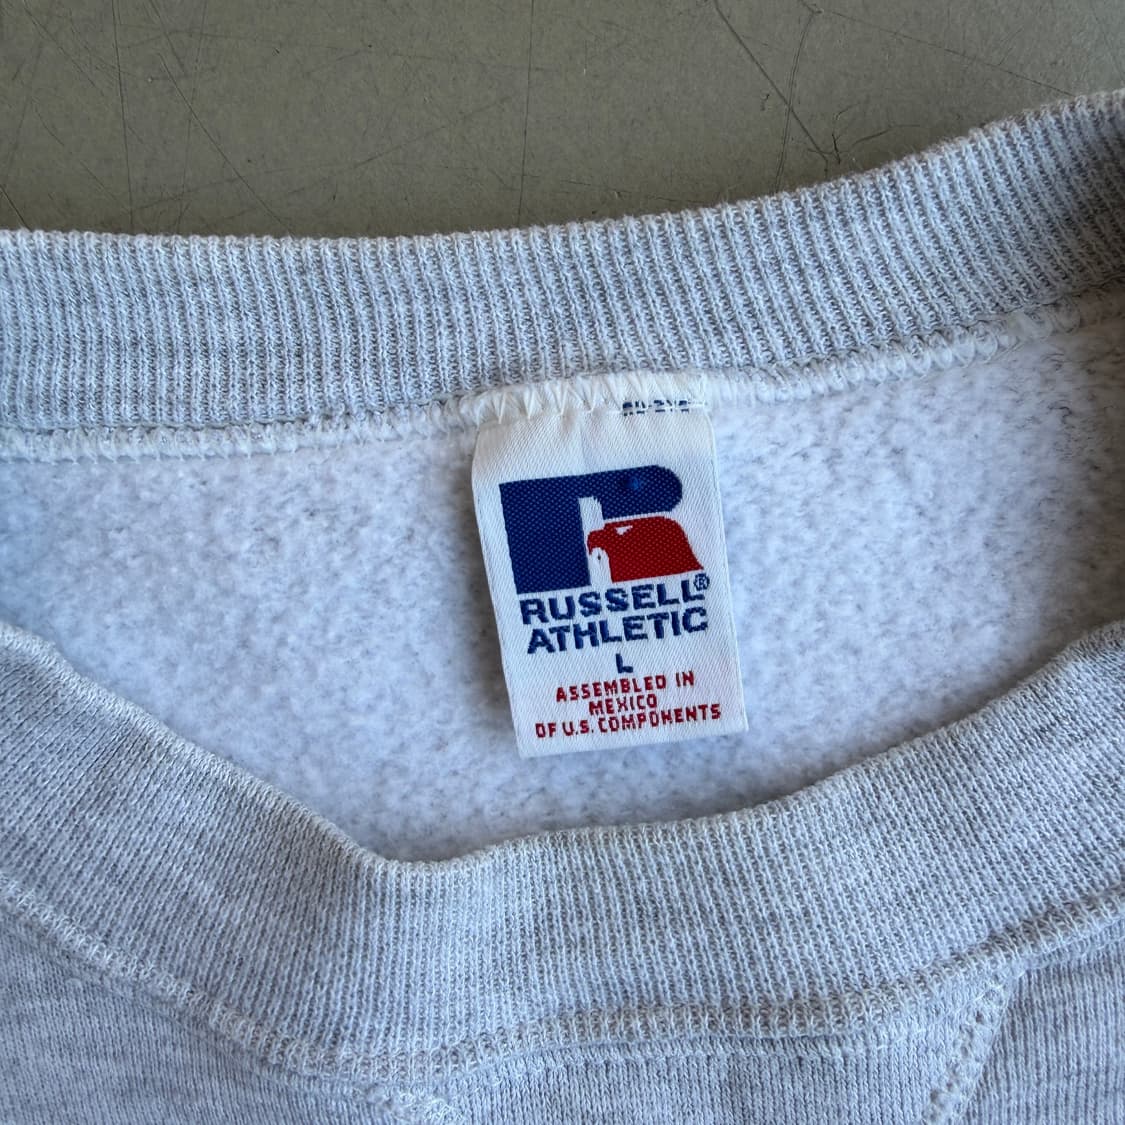 RUSSELL®
ATHLETIC
L
ASSEMBLED IN
MEXICO
OF U.S. COMPONENTS